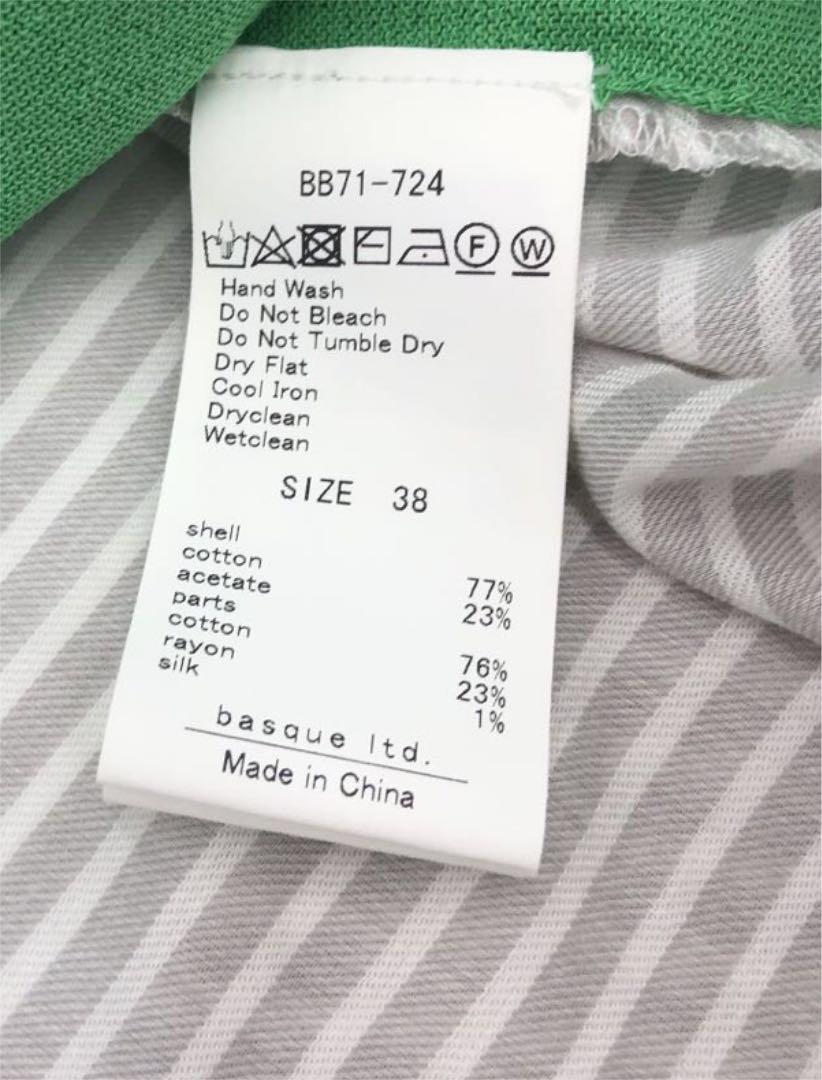 BB71-724
F W
Hand Wash
Do Not Bleach
Do Not Tumble Dry
Dry Flat
Cool Iron
Dryclean
Wetclean
SIZE 38
shell
cotton 77%
acetate 23%
parts
cotton 76%
rayon 23%
silk 1%
basque ltd.
Made in China